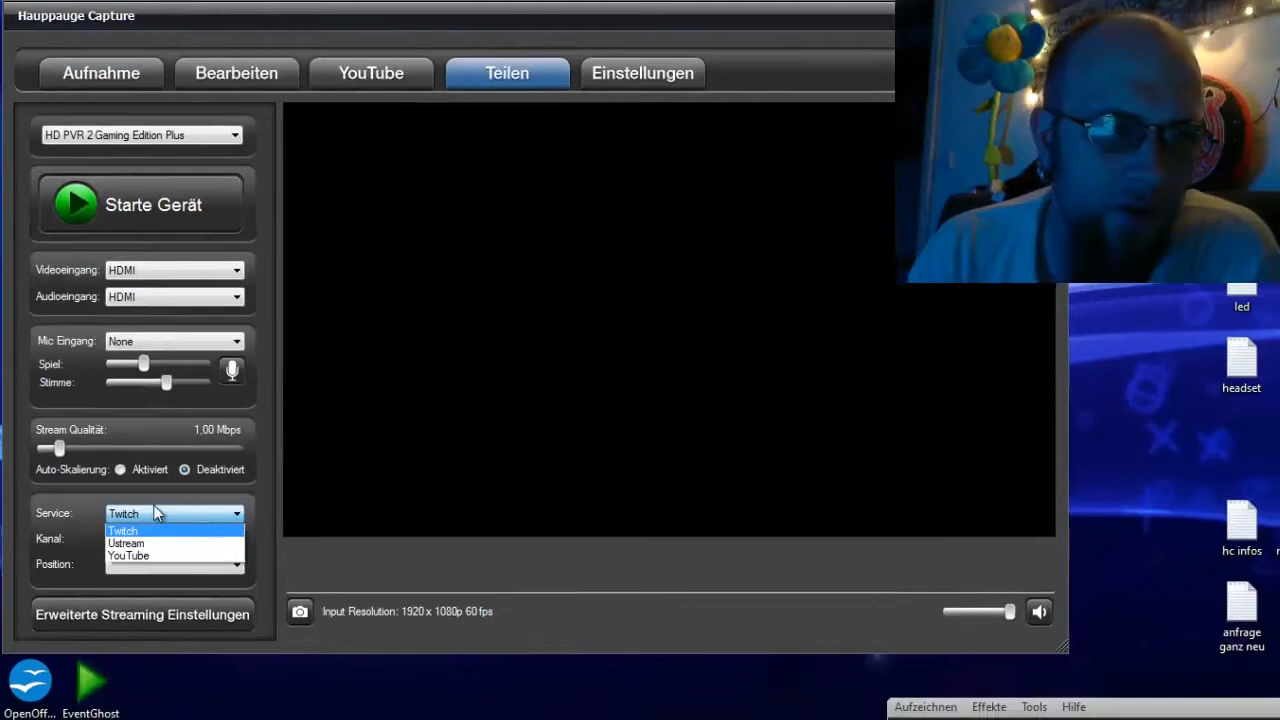 Hauppauge Capture
Aufnahme
Bearbeiten
YouTube
Teilen
Einstellungen
HD PVR 2 Gaming Edition Plus
Starte Gerät
Videoeingang: HDMI
Audioeingang: HDMI
Mic Eingang: None
Spiel:
Stimme:
Stream Qualität: 1,00 Mbps
Auto-Skalierung: Aktiviert Deaktiviert
Service: Twitch
Twitch
Kanal:
Ustream
YouTube
Position:
Erweiterte Streaming Einstellungen
Input Resolution: 1920 x 1080p 60 fps
led
headset
hc infos
anfrage
ganz neu
OpenOff...
EventGhost
Aufzeichnen Effekte Tools Hilfe